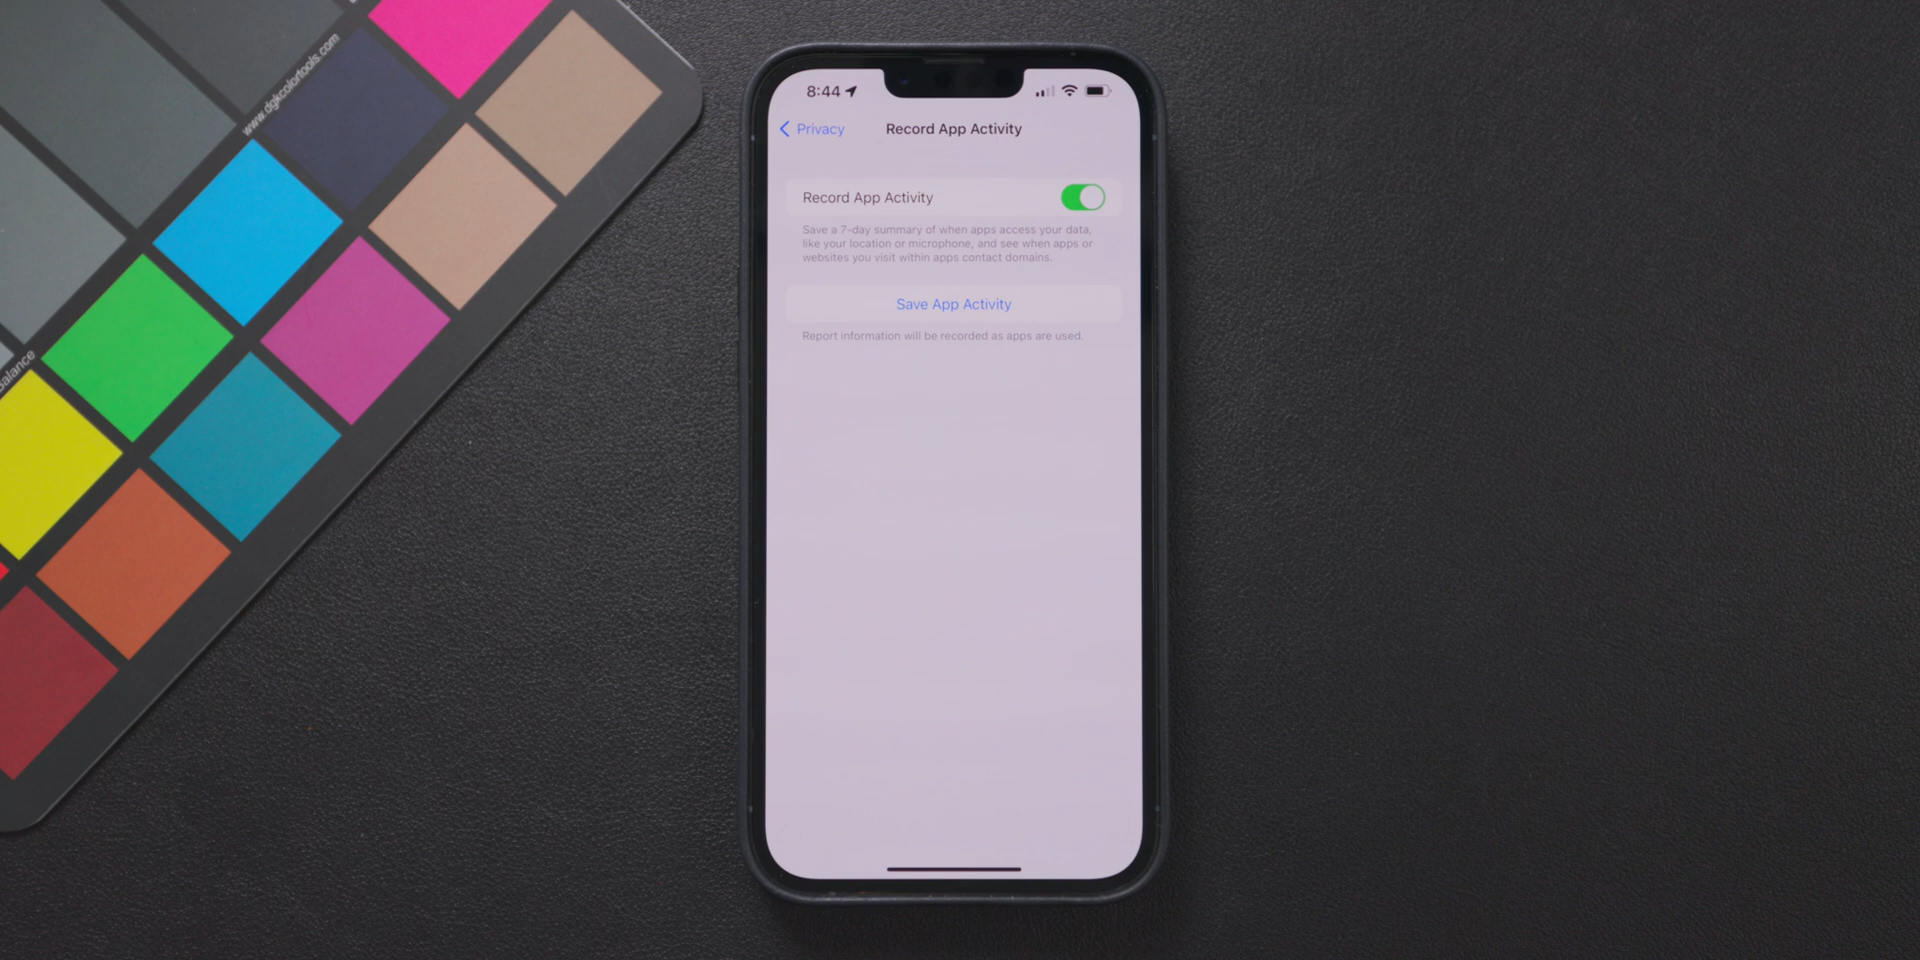 www.dgkcolortools.com
Balance
8:44
Privacy
Record App Activity
Record App Activity
Save a 7-day summary of when apps access your data,
like your location or microphone, and see when apps or
websites you visit within apps contact domains.
Save App Activity
Report information will be recorded as apps are used.